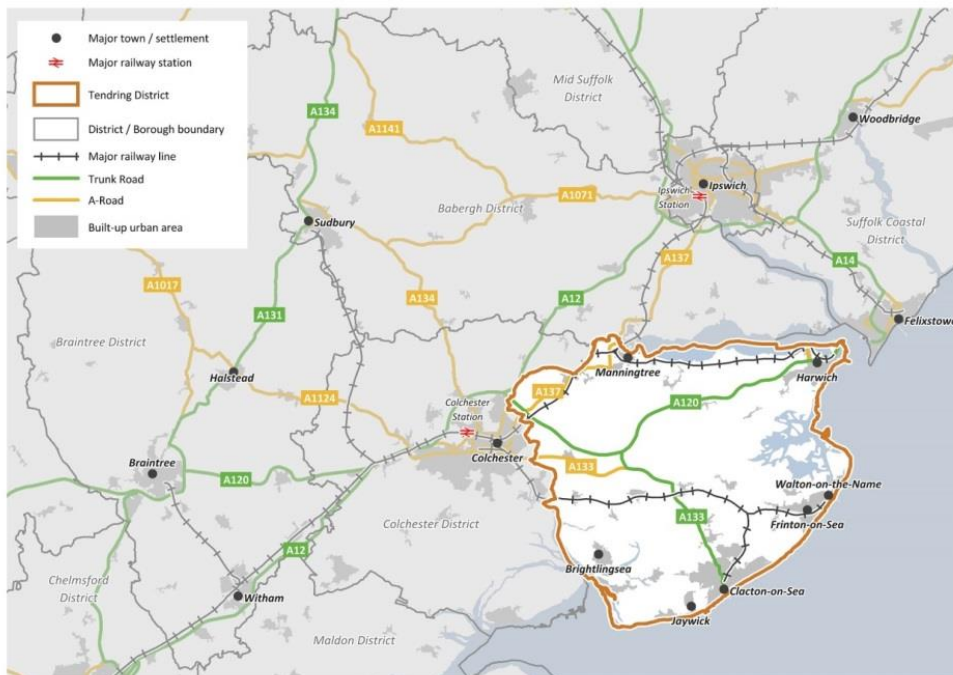 Major town / settlement
Major railway station
Tendring District
District / Borough boundary
Major railway line
Trunk Road
A-Road
Built-up urban area
A134
A1141
Mid Suffolk
District
Woodbridge
Ipswich
Ipswich
Station
A1071
Babergh District
Sudbury
Suffolk Coastal
District
A137
A14
A1017
A134
A12
A131
Felixstow
Braintree District
Manningtree
Harwich
Halstead
A137
A120
A1124
Colchester
Station
Colchester
Braintree
A133
A120
Walton-on-the-Name
Frinton-on-Sea
A133
Colchester District
A12
Brightlingsea
Chelmsford
District
Witham
Clacton-on-Sea
Jaywick
Maldon District